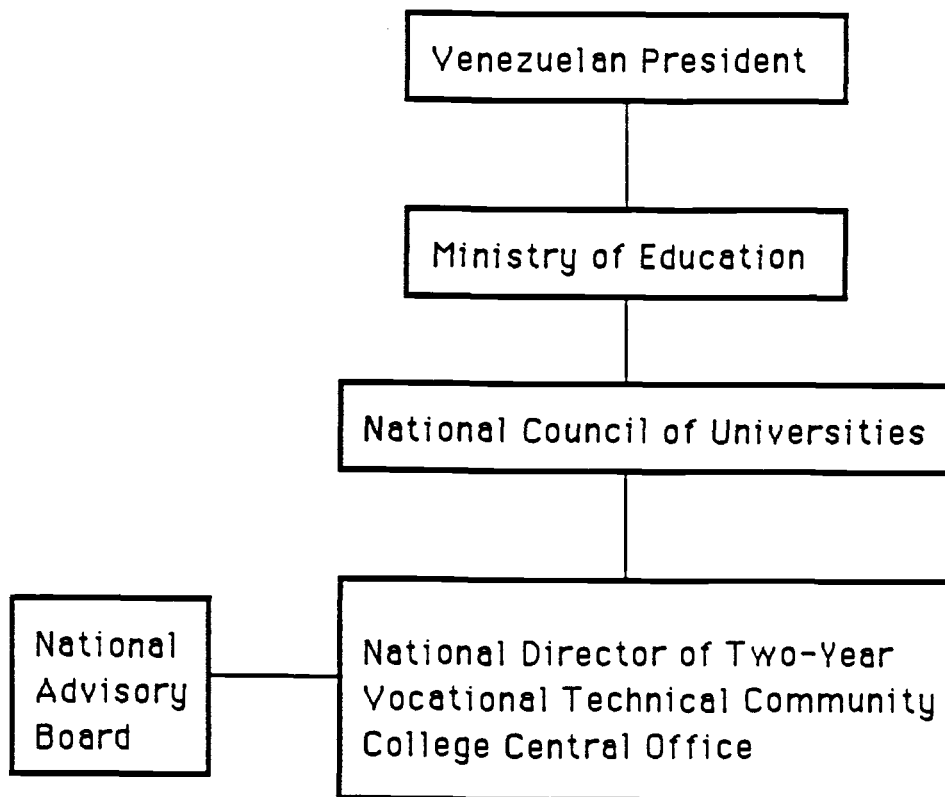 Venezuelan President
Ministry of Education
National Council of Universities
National
Advisory
Board
National Director of Two-Year
Vocational Technical Community
College Central Office